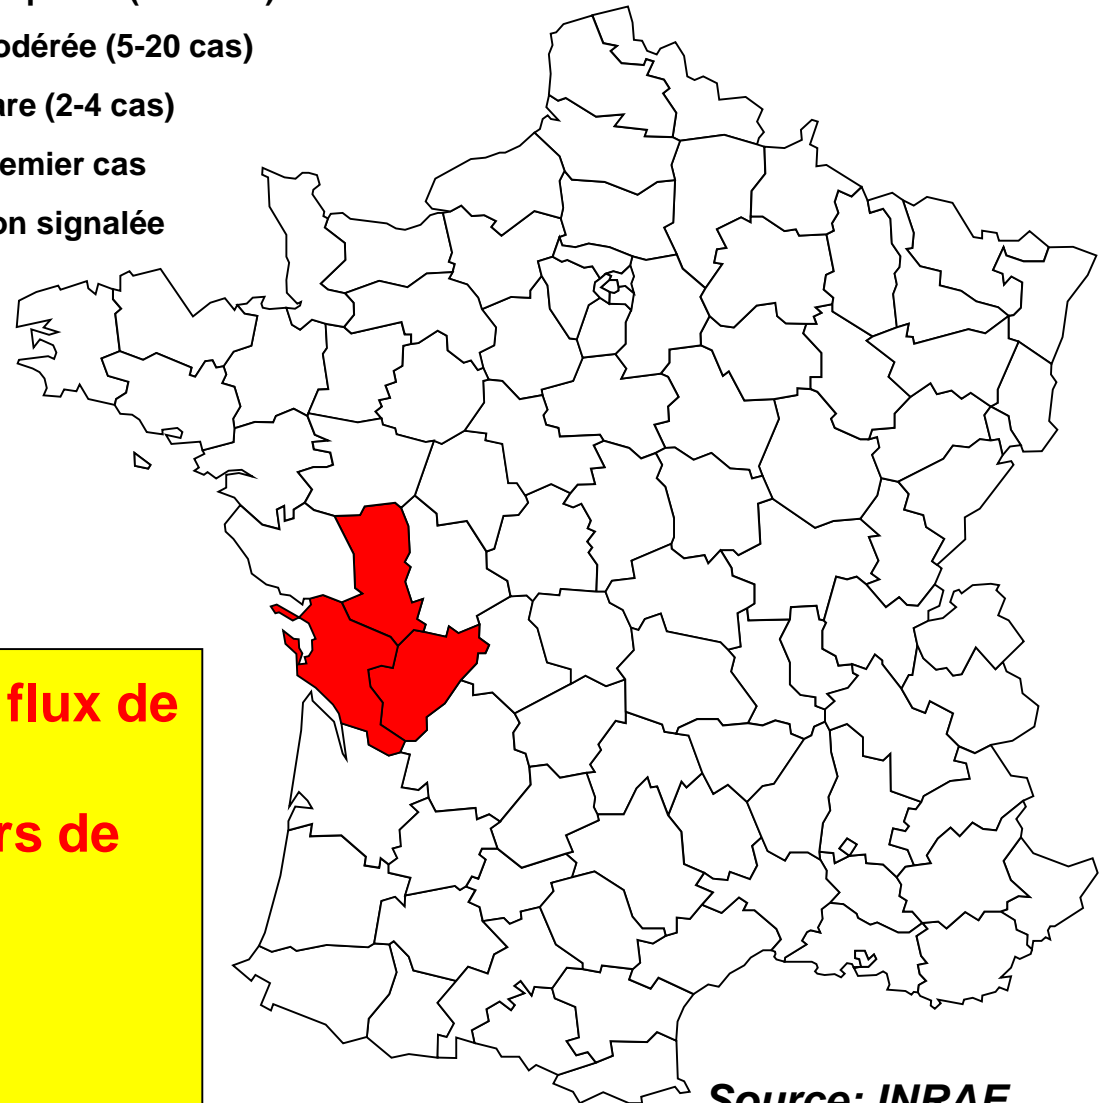 odérée (5-20 cas)
are (2-4 cas)
emier cas
on signalée
flux de
rs de
Source: INRAE